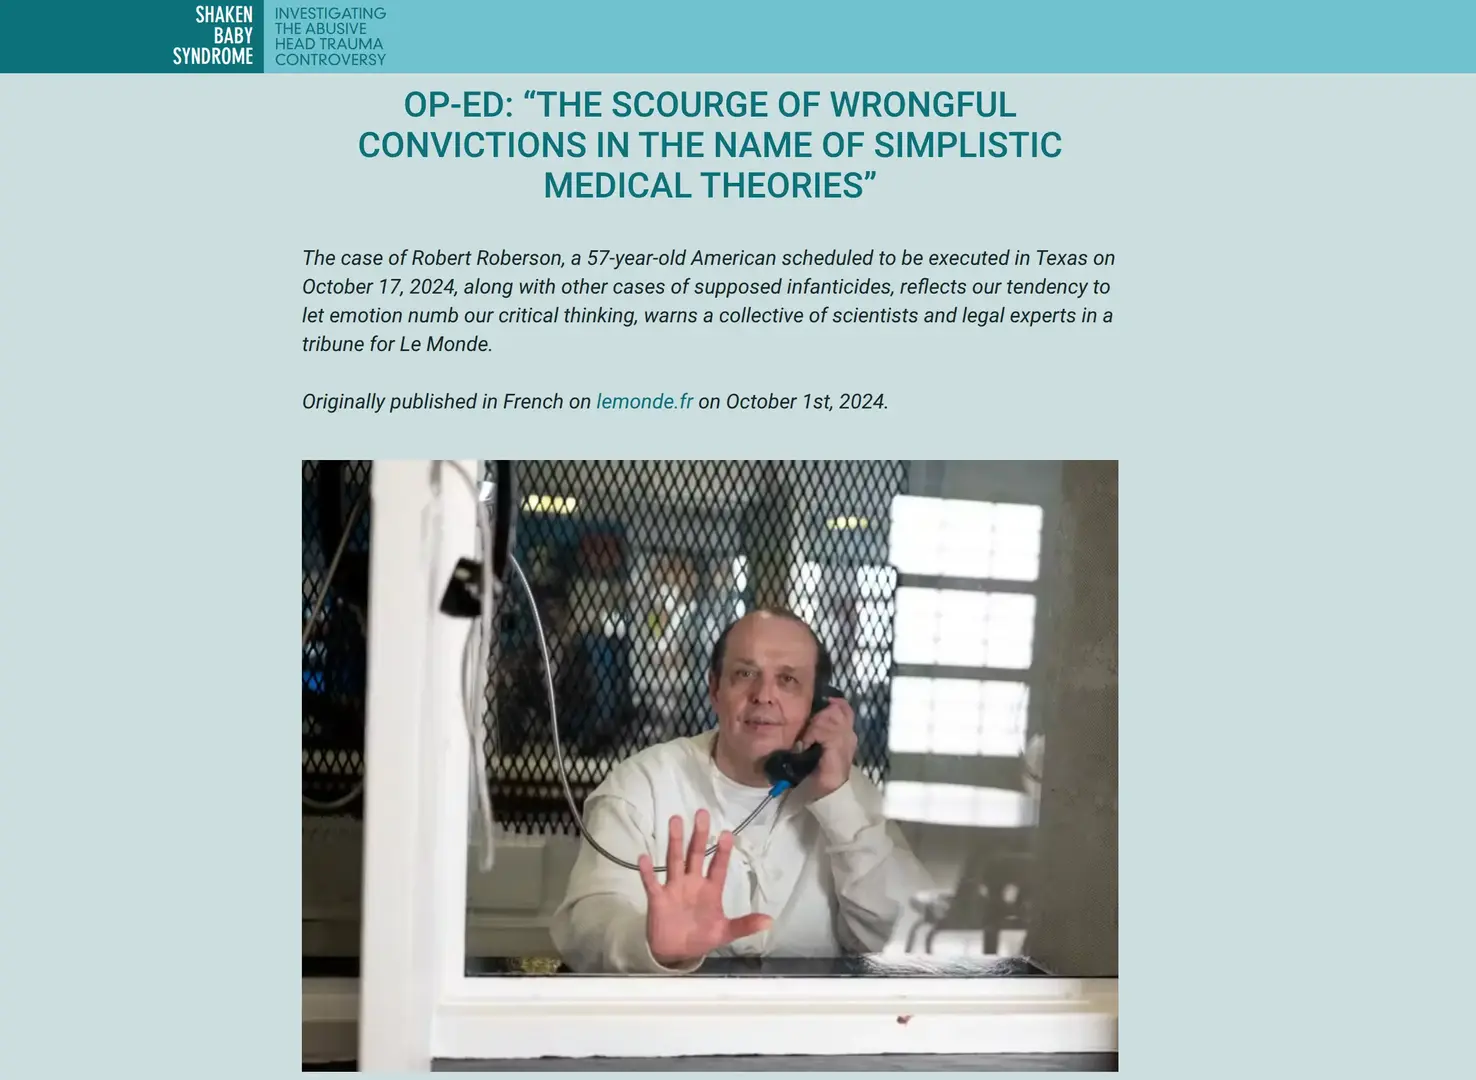 SHAKEN
BABY
SYNDROME
INVESTIGATING
THE ABUSIVE
HEAD TRAUMA
CONTROVERSY
OP-ED: “THE SCOURGE OF WRONGFUL
CONVICTIONS IN THE NAME OF SIMPLISTIC
MEDICAL THEORIES”
The case of Robert Roberson, a 57-year-old American scheduled to be executed in Texas on
October 17, 2024, along with other cases of supposed infanticides, reflects our tendency to
let emotion numb our critical thinking, warns a collective of scientists and legal experts in a
tribune for Le Monde.
Originally published in French on lemonde.fr on October 1st, 2024.